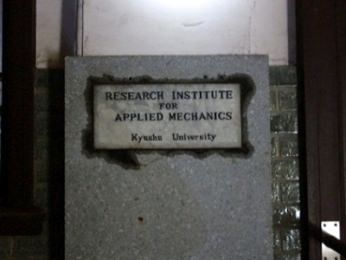 RESEARCH INSTITUTE
FOR
APPLIED MECHANICS
Kyushu University